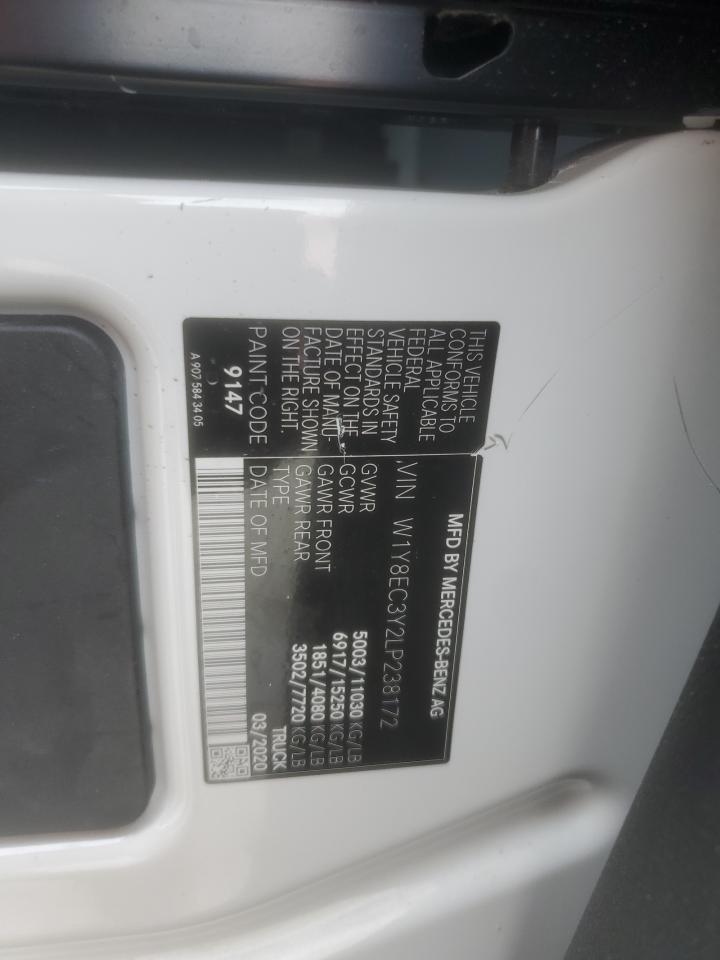 THIS VEHICLE
CONFORMS TO
ALL APPLICABLE
FEDERAL
VEHICLE SAFETY
STANDARDS IN
EFFECT ON THE
DATE OF MANU-
FACTURE SHOWN
ON THE RIGHT.
PAINT CODE
9147
A 907 584 34 05
MFD BY MERCEDES-BENZ AG
VIN W1Y8EC3Y2LP238172
GVWR 5003/11030 KG/LB
GCWR 6917/15250 KG/LB
GAWR FRONT 1851/4080 KG/LB
GAWR REAR 3502/7720 KG/LB
TYPE TRUCK
DATE OF MFD 03/2020